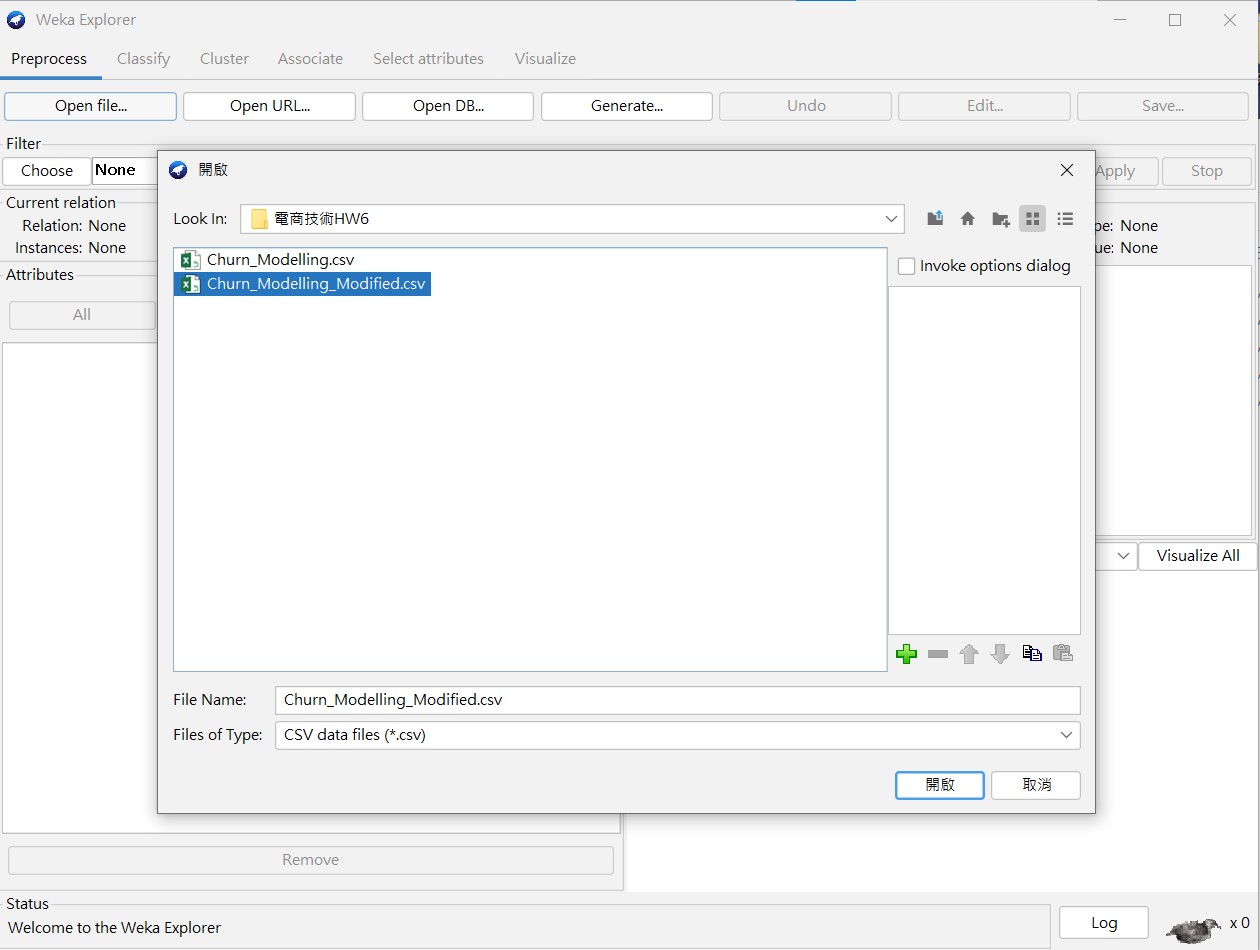 Weka Explorer
Preprocess Classify Cluster Associate Select attributes Visualize
Open file... Open URL... Open DB... Generate... Undo Edit... Save...
Filter
Choose None Apply Stop
開啟
Current relation
Relation: None
Instances: None
pe: None
ue: None
Attributes
All
Look In: 電商技術HW6
Churn_Modelling.csv
Churn_Modelling_Modified.csv
Invoke options dialog
Visualize All
File Name: Churn_Modelling_Modified.csv
Files of Type: CSV data files (*.csv)
開啟 取消
Remove
Status
Welcome to the Weka Explorer
Log x 0